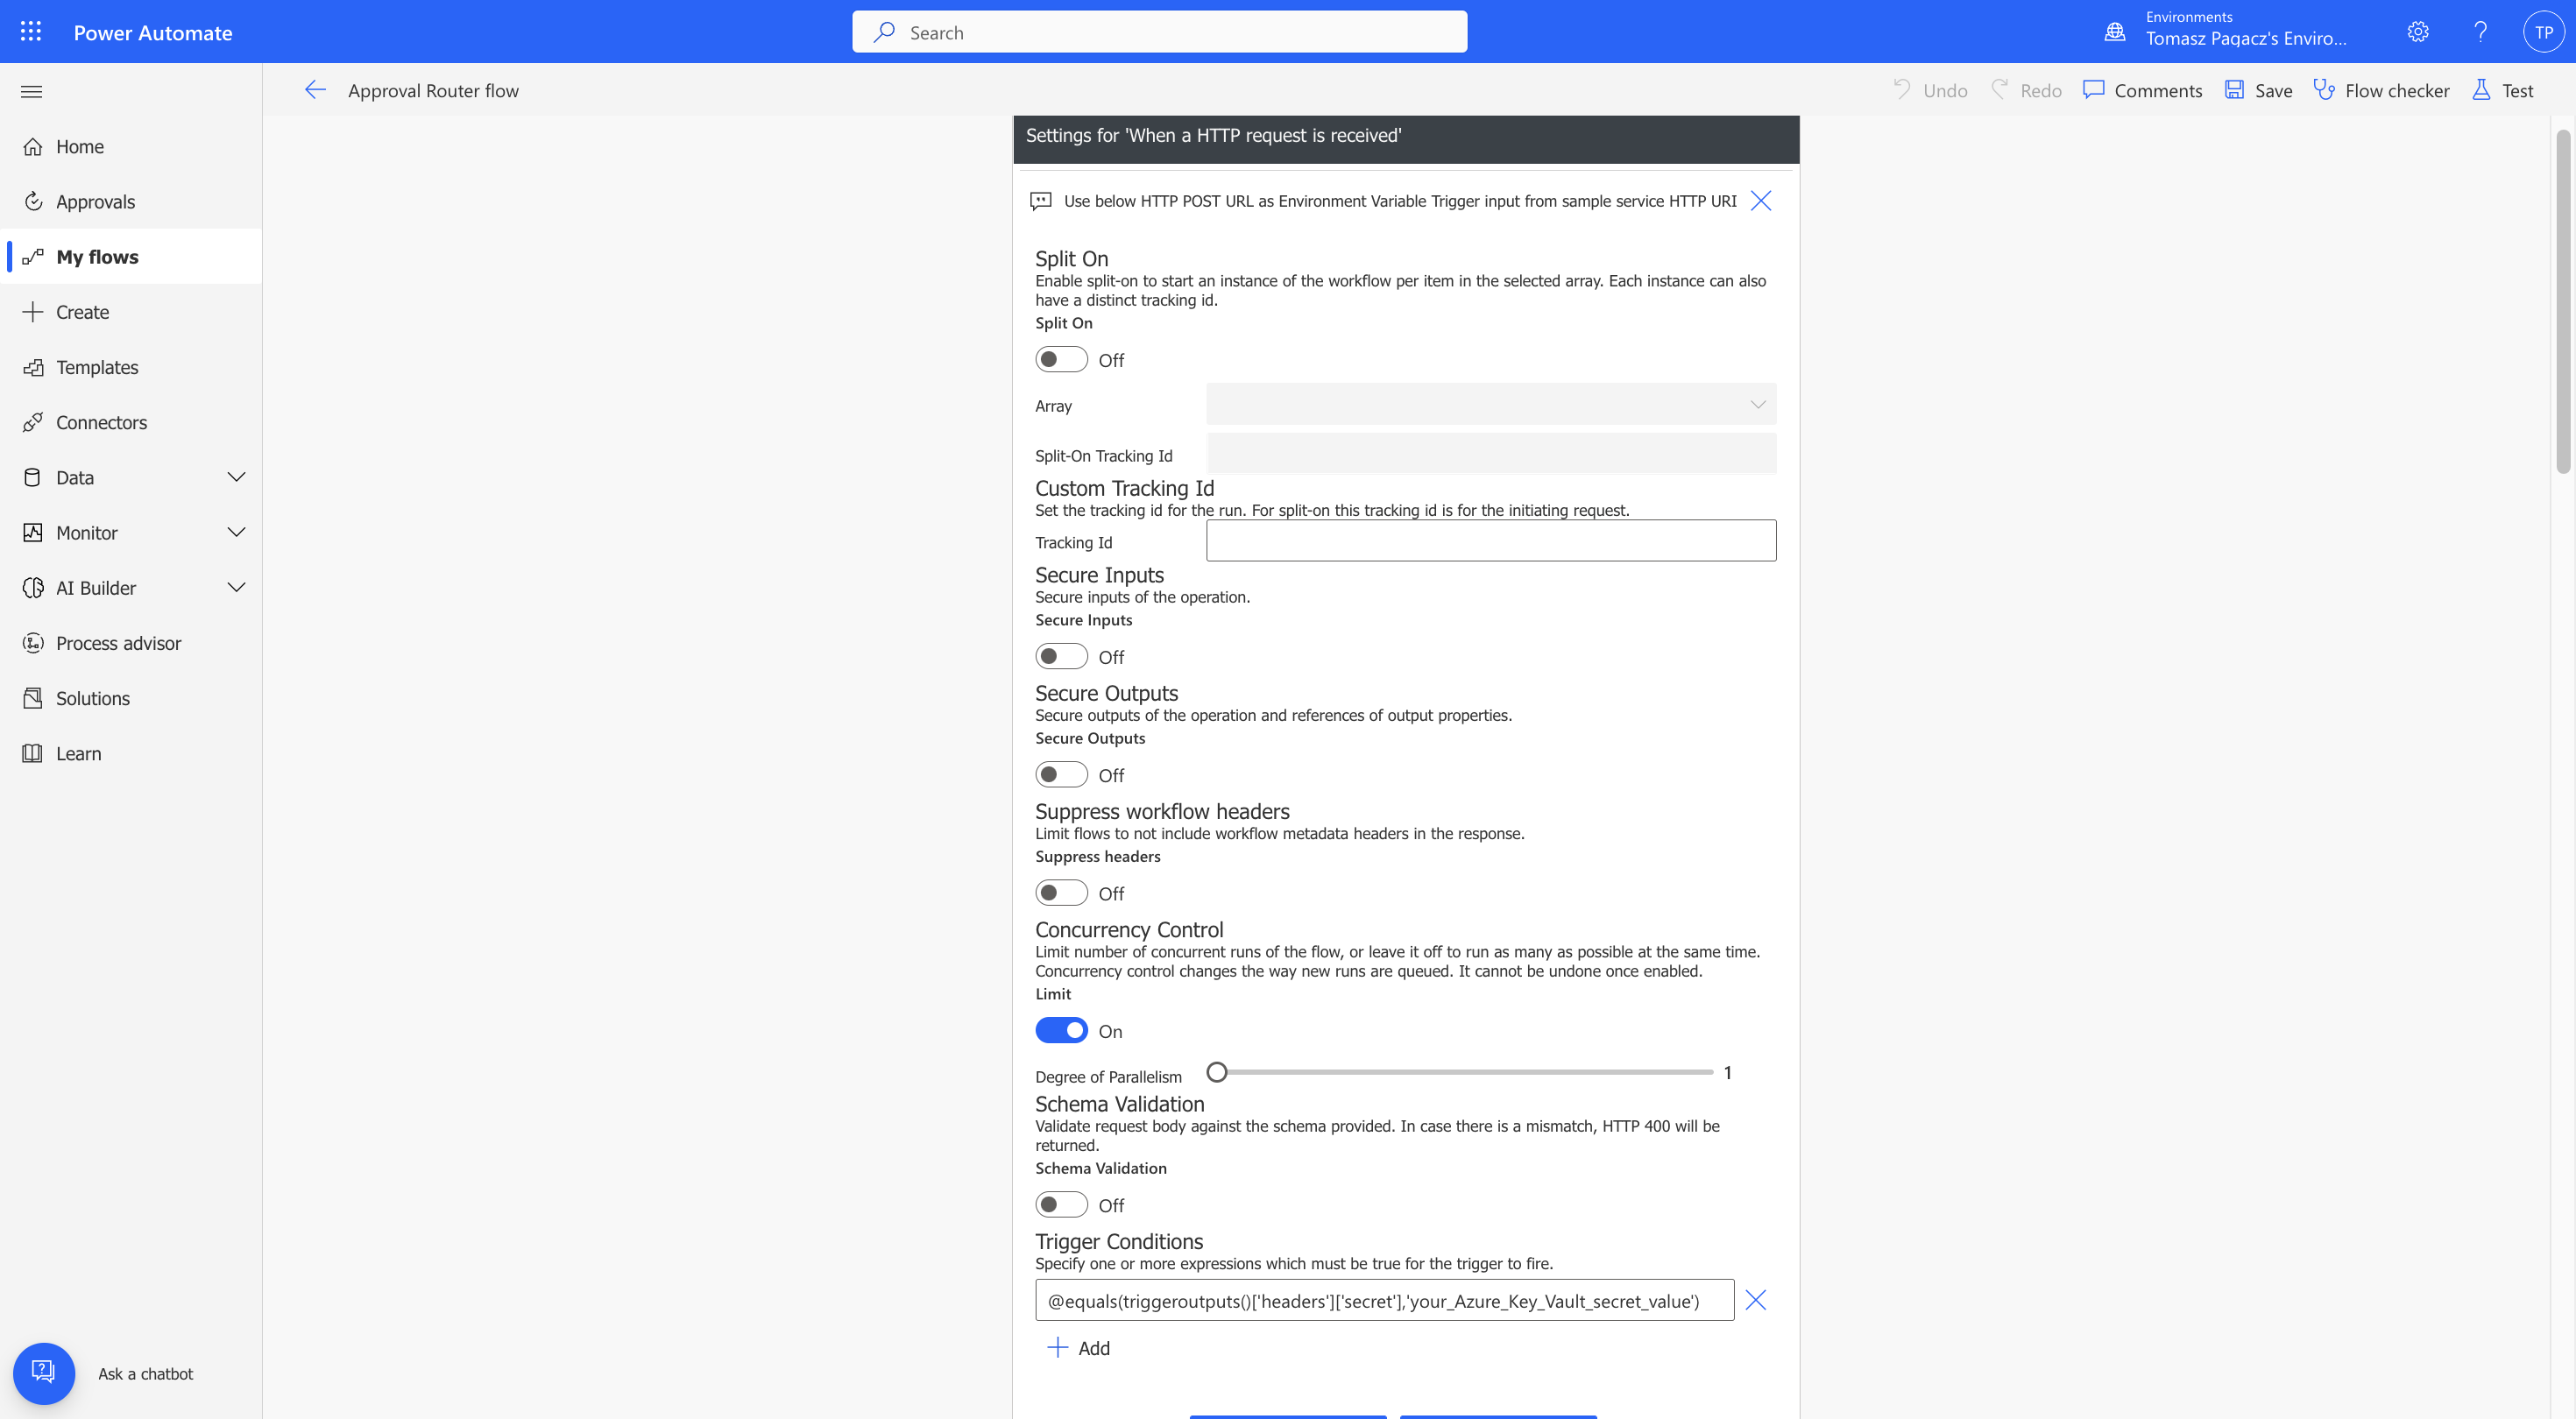 Power Automate
Search
Environments
Tomasz Pagacz's Enviro...
TP
Approval Router flow
Undo
Redo
Comments
Save
Flow checker
Test
Home
Approvals
My flows
Create
Templates
Connectors
Data
Monitor
AI Builder
Process advisor
Solutions
Learn
Ask a chatbot
Settings for 'When a HTTP request is received'
Use below HTTP POST URL as Environment Variable Trigger input from sample service HTTP URI
Split On
Enable split-on to start an instance of the workflow per item in the selected array. Each instance can also
have a distinct tracking id.
Split On
Off
Array
Split-On Tracking Id
Custom Tracking Id
Set the tracking id for the run. For split-on this tracking id is for the initiating request.
Tracking Id
Secure Inputs
Secure inputs of the operation.
Secure Inputs
Off
Secure Outputs
Secure outputs of the operation and references of output properties.
Secure Outputs
Off
Suppress workflow headers
Limit flows to not include workflow metadata headers in the response.
Suppress headers
Off
Concurrency Control
Limit number of concurrent runs of the flow, or leave it off to run as many as possible at the same time.
Concurrency control changes the way new runs are queued. It cannot be undone once enabled.
Limit
On
Degree of Parallelism
1
Schema Validation
Validate request body against the schema provided. In case there is a mismatch, HTTP 400 will be
returned.
Schema Validation
Off
Trigger Conditions
Specify one or more expressions which must be true for the trigger to fire.
@equals(triggeroutputs()['headers']['secret'],'your_Azure_Key_Vault_secret_value')
Add